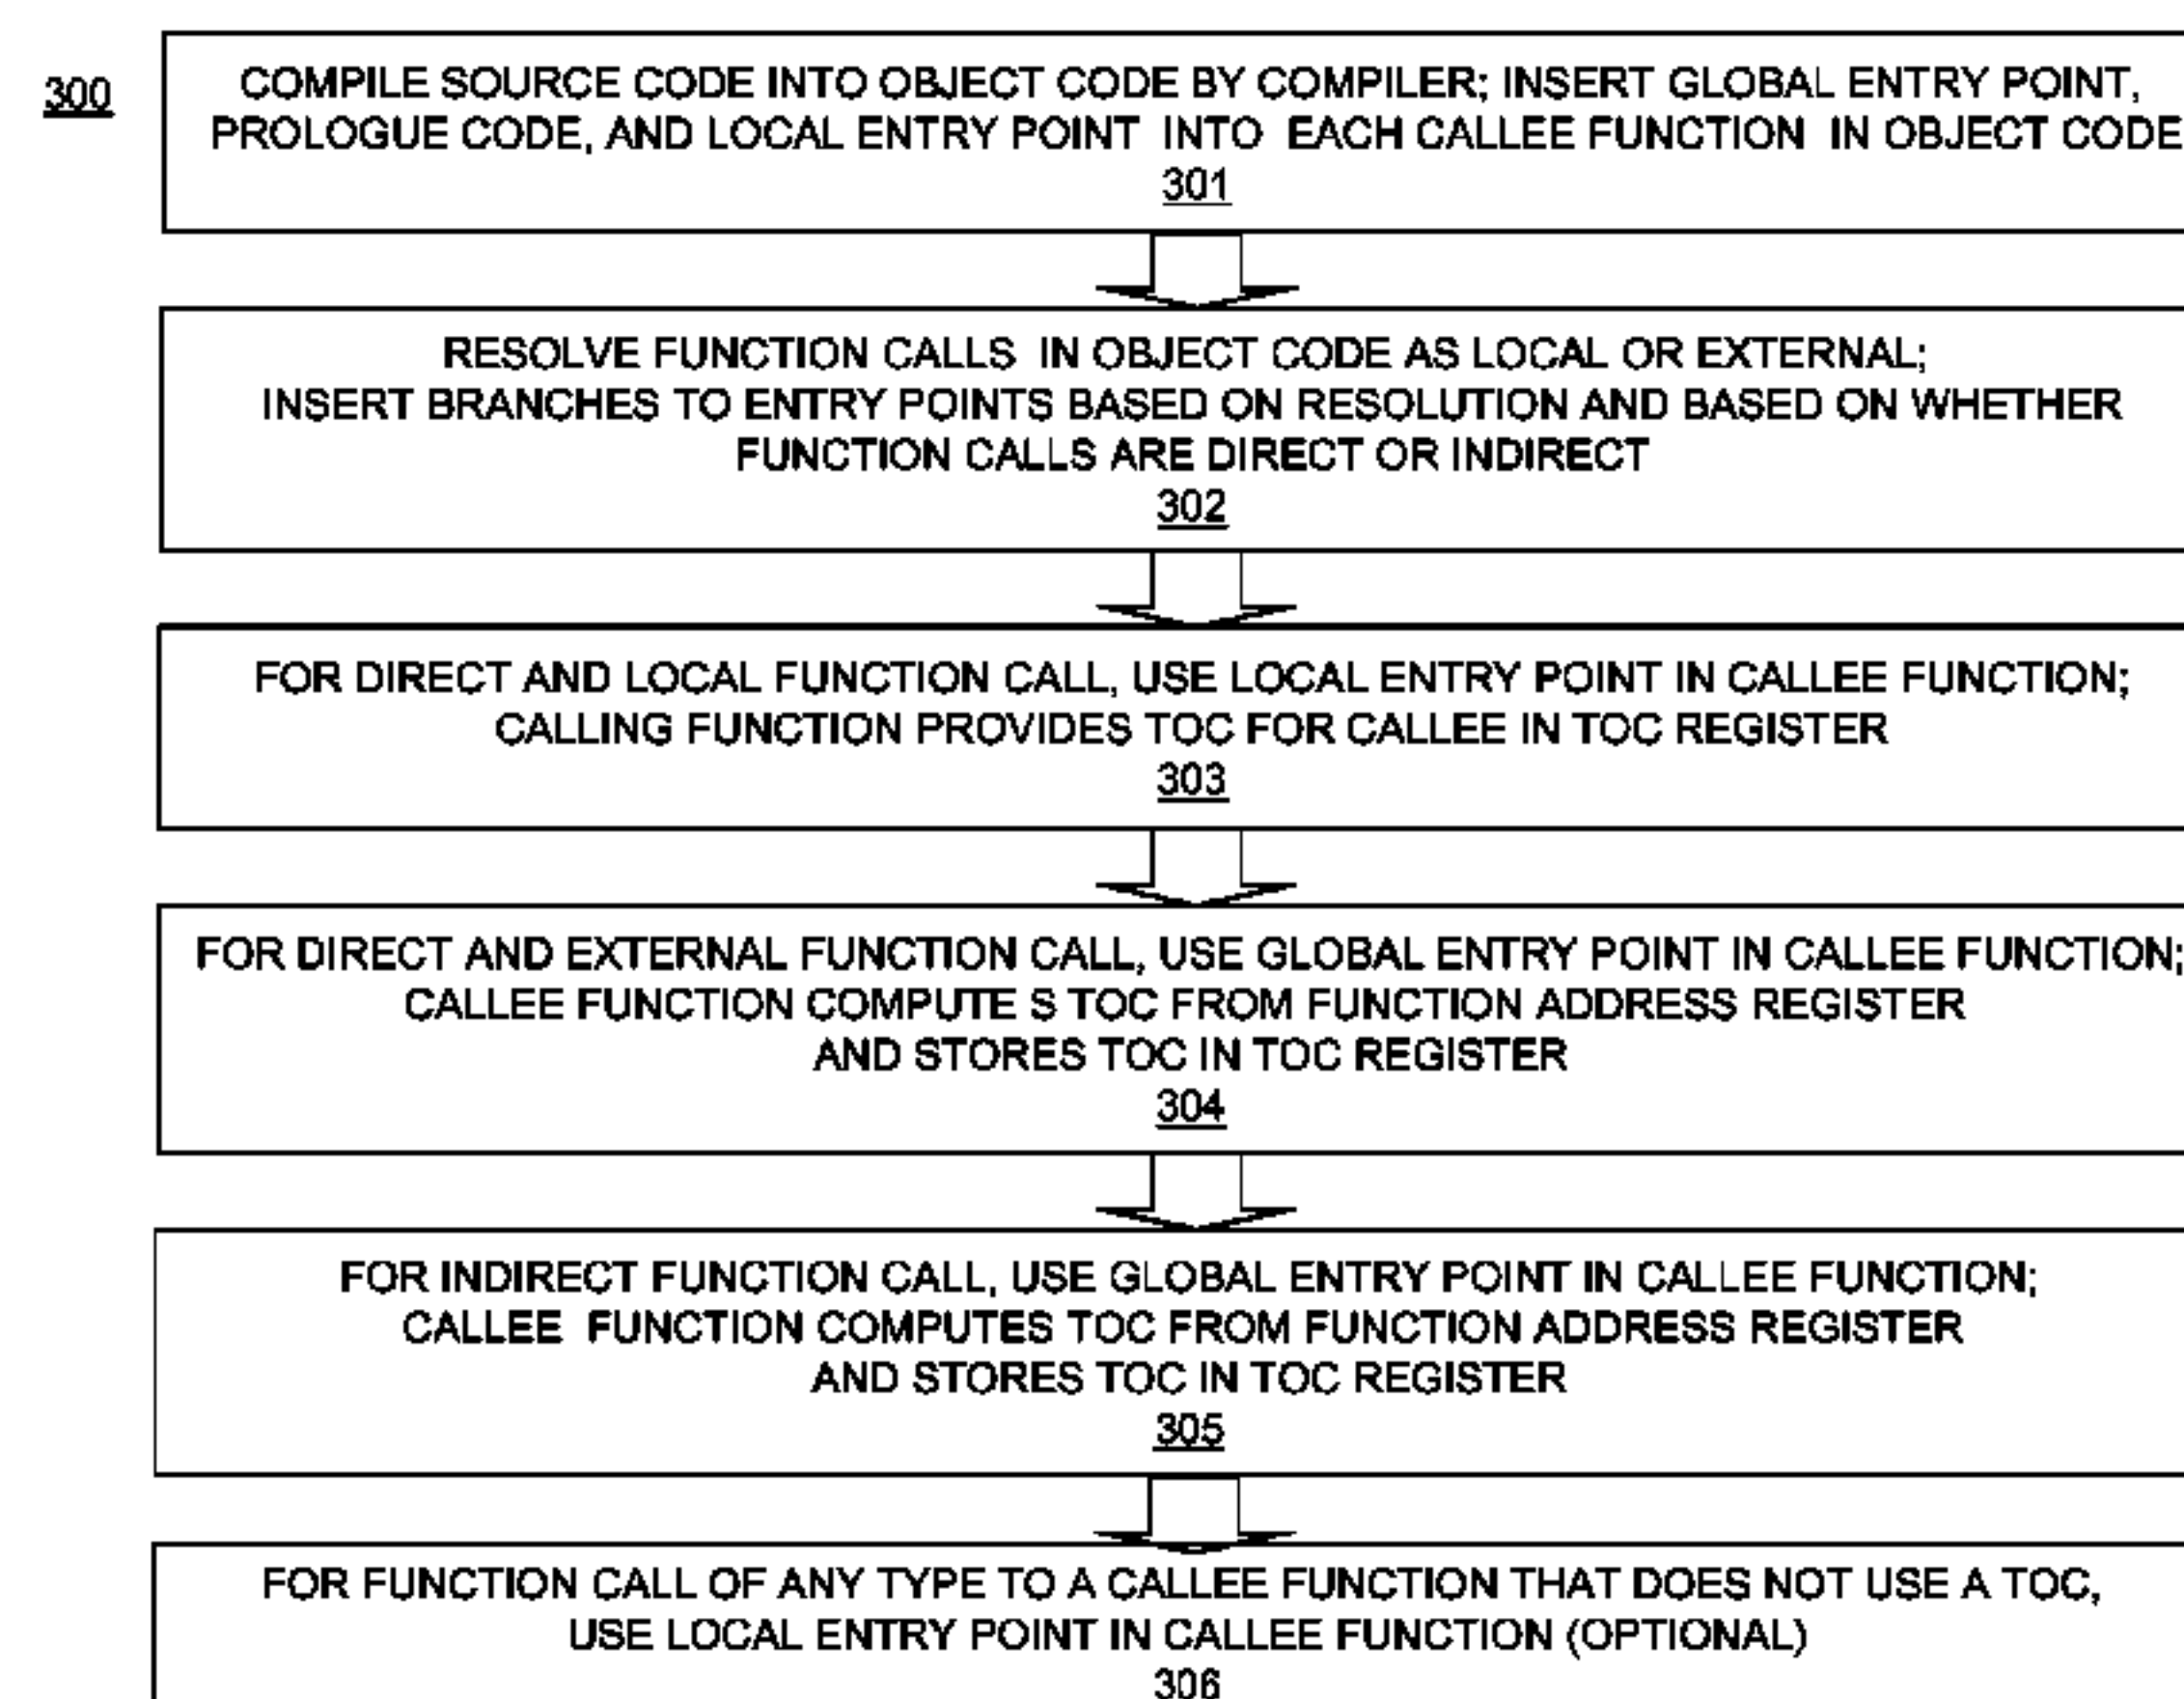 300
COMPILE SOURCE CODE INTO OBJECT CODE BY COMPILER; INSERT GLOBAL ENTRY POINT,
PROLOGUE CODE, AND LOCAL ENTRY POINT INTO EACH CALLEE FUNCTION IN OBJECT CODE
301
RESOLVE FUNCTION CALLS IN OBJECT CODE AS LOCAL OR EXTERNAL;
INSERT BRANCHES TO ENTRY POINTS BASED ON RESOLUTION AND BASED ON WHETHER
FUNCTION CALLS ARE DIRECT OR INDIRECT
302
FOR DIRECT AND LOCAL FUNCTION CALL, USE LOCAL ENTRY POINT IN CALLEE FUNCTION;
CALLING FUNCTION PROVIDES TOC FOR CALLEE IN TOC REGISTER
303
FOR DIRECT AND EXTERNAL FUNCTION CALL, USE GLOBAL ENTRY POINT IN CALLEE FUNCTION;
CALLEE FUNCTION COMPUTE S TOC FROM FUNCTION ADDRESS REGISTER
AND STORES TOC IN TOC REGISTER
304
FOR INDIRECT FUNCTION CALL, USE GLOBAL ENTRY POINT IN CALLEE FUNCTION;
CALLEE FUNCTION COMPUTES TOC FROM FUNCTION ADDRESS REGISTER
AND STORES TOC IN TOC REGISTER
305
FOR FUNCTION CALL OF ANY TYPE TO A CALLEE FUNCTION THAT DOES NOT USE A TOC,
USE LOCAL ENTRY POINT IN CALLEE FUNCTION (OPTIONAL)
306